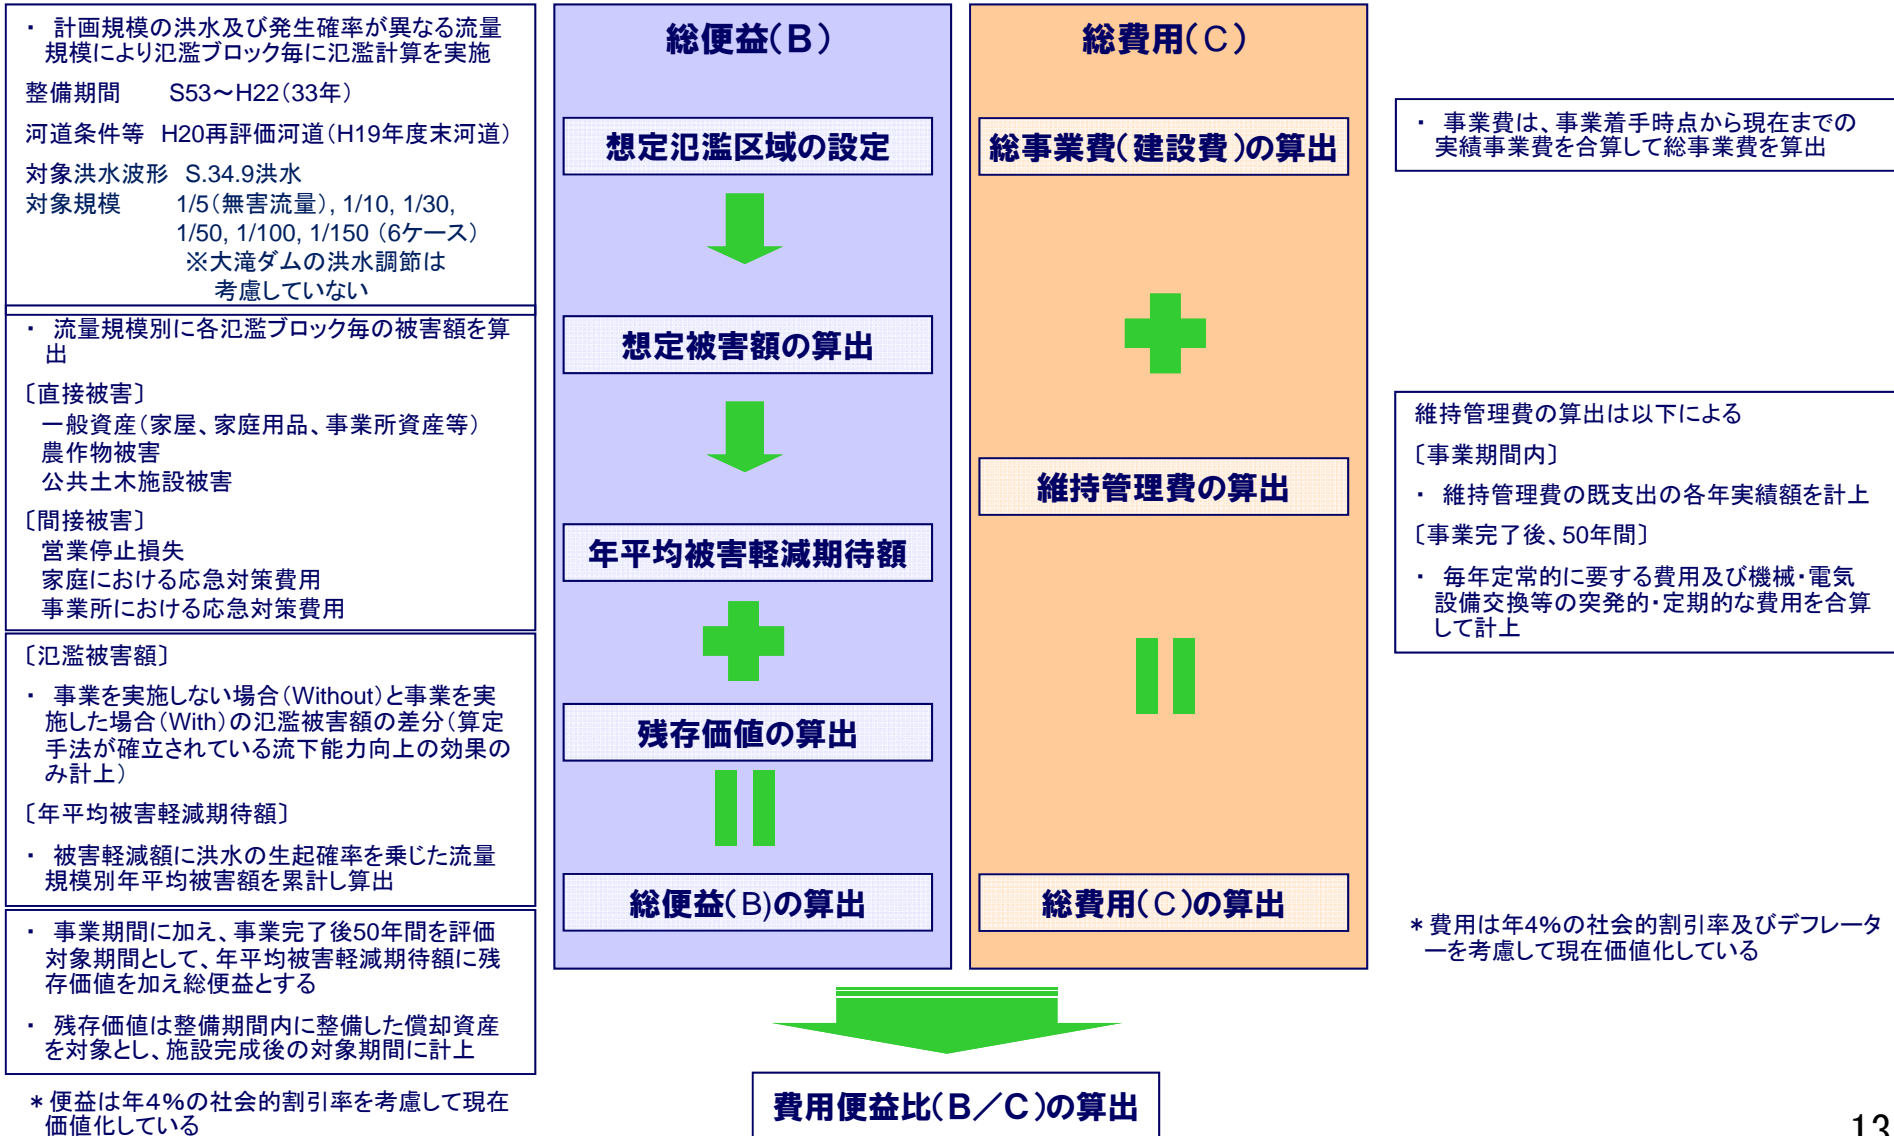 ・ 計画規模の洪水及び発生確率が異なる流量
規模により氾濫ブロック毎に氾濫計算を実施
整備期間 S53～H22（33年）
河道条件等 H20再評価河道（H19年度末河道）
対象洪水波形 S.34.9洪水
対象規模 1/5（無害流量）, 1/10, 1/30,
1/50, 1/100, 1/150 （6ケース）
※大滝ダムの洪水調節は
考慮していない
・ 流量規模別に各氾濫ブロック毎の被害額を算
出
〔直接被害〕
一般資産（家屋、家庭用品、事業所資産等）
農作物被害
公共土木施設被害
〔間接被害〕
営業停止損失
家庭における応急対策費用
事業所における応急対策費用
〔氾濫被害額〕
・ 事業を実施しない場合（Without）と事業を実
施した場合（With）の氾濫被害額の差分（算定
手法が確立されている流下能力向上の効果の
み計上）
〔年平均被害軽減期待額〕
・ 被害軽減額に洪水の生起確率を乗じた流量
規模別年平均被害額を累計し算出
・ 事業期間に加え、事業完了後50年間を評価
対象期間として、年平均被害軽減期待額に残
存価値を加え総便益とする
・ 残存価値は整備期間内に整備した償却資産
を対象とし、施設完成後の対象期間に計上
＊便益は年4%の社会的割引率を考慮して現在
価値化している
総便益（B）
想定氾濫区域の設定
想定被害額の算出
年平均被害軽減期待額
残存価値の算出
総便益（B）の算出
総費用（C）
総事業費（建設費）の算出
維持管理費の算出
総費用（C）の算出
・ 事業費は、事業着手時点から現在までの
実績事業費を合算して総事業費を算出
維持管理費の算出は以下による
〔事業期間内〕
・ 維持管理費の既支出の各年実績額を計上
〔事業完了後、50年間〕
・ 毎年定常的に要する費用及び機械・電気
設備交換等の突発的・定期的な費用を合算
して計上
＊費用は年4%の社会的割引率及びデフレータ
ーを考慮して現在価値化している
費用便益比（B／C）の算出
13